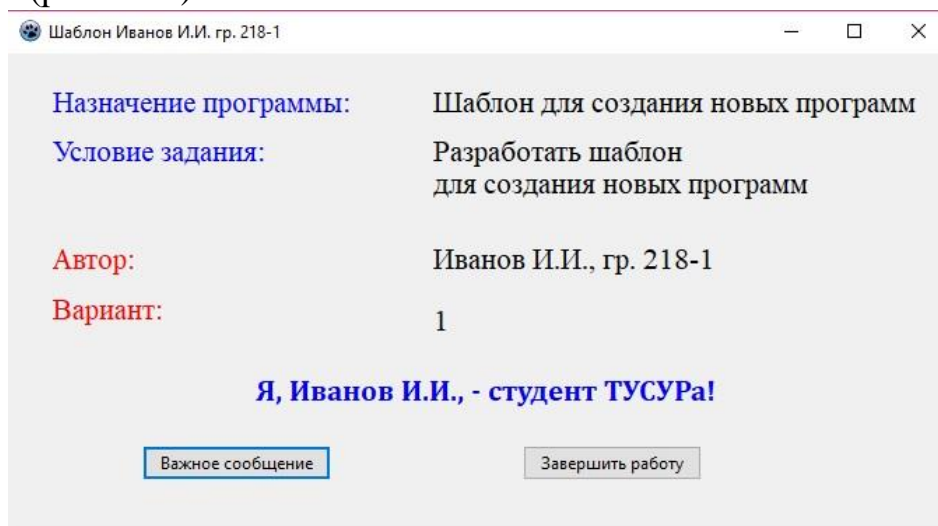 Шаблон Иванов И.И. гр. 218-1
Назначение программы: Шаблон для создания новых программ
Условие задания: Разработать шаблон
для создания новых программ
Автор: Иванов И.И., гр. 218-1
Вариант: 1
Я, Иванов И.И., - студент ТУСУРа!
Важное сообщение Завершить работу